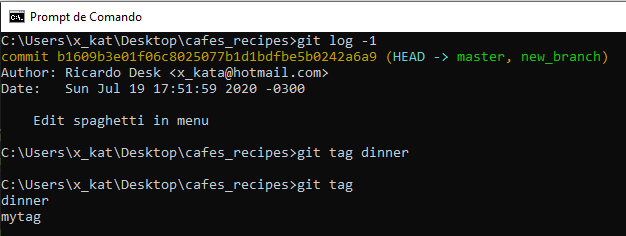 Prompt de Comando
C:\Users\x_kat\Desktop\cafes_recipes>git log -1
commit b1609b3e01f06c8025077b1d1bdfbe5b0242a6a9 (HEAD -> master, new_branch)
Author: Ricardo Desk <x_kata@hotmail.com>
Date:   Sun Jul 19 17:51:59 2020 -0300
    Edit spaghetti in menu
C:\Users\x_kat\Desktop\cafes_recipes>git tag dinner
C:\Users\x_kat\Desktop\cafes_recipes>git tag
dinner
mytag